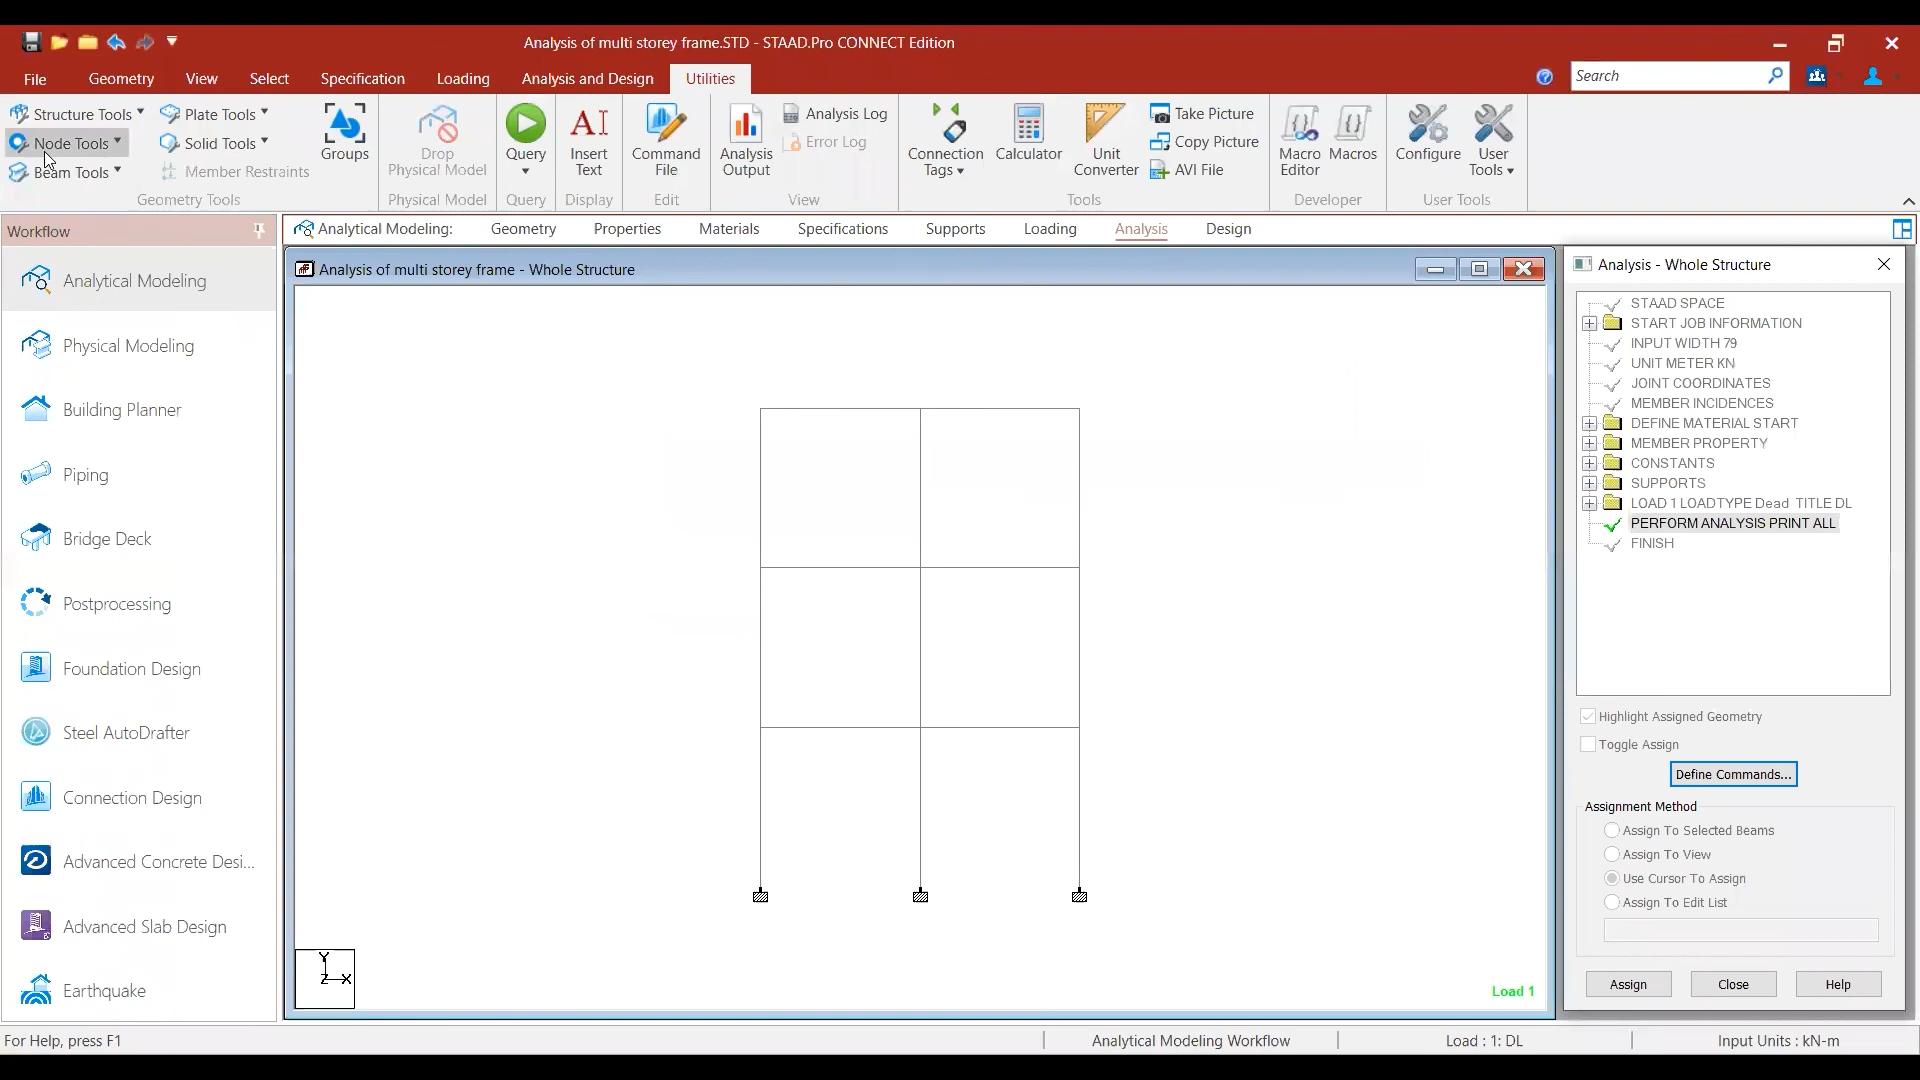 Analysis of multi storey frame.STD - STAAD.Pro CONNECT Edition
File Geometry View Select Specification Loading Analysis and Design Utilities Search
Structure Tools Plate Tools
Node Tools Solid Tools
Beam Tools Member Restraints
Geometry Tools
Groups
Drop Physical Model
Physical Model
Query
Query
AI Insert Text
Display
Command File
Edit
Analysis Output
Analysis Log
Error Log
View
Connection Tags
Calculator
Unit Converter
Take Picture
Copy Picture
AVI File
Tools
Macro Editor
Macros
Developer
Configure
User Tools
User Tools
Workflow
Analytical Modeling
Physical Modeling
Building Planner
Piping
Bridge Deck
Postprocessing
Foundation Design
Steel AutoDrafter
Connection Design
Advanced Concrete Desi...
Advanced Slab Design
Earthquake
Analytical Modeling: Geometry Properties Materials Specifications Supports Loading Analysis Design
Analysis of multi storey frame - Whole Structure
Y
Z X
Load 1
Analysis - Whole Structure
STAAD SPACE
START JOB INFORMATION
INPUT WIDTH 79
UNIT METER KN
JOINT COORDINATES
MEMBER INCIDENCES
DEFINE MATERIAL START
MEMBER PROPERTY
CONSTANTS
SUPPORTS
LOAD 1 LOADTYPE Dead TITLE DL
PERFORM ANALYSIS PRINT ALL
FINISH
Highlight Assigned Geometry
Toggle Assign
Define Commands...
Assignment Method
Assign To Selected Beams
Assign To View
Use Cursor To Assign
Assign To Edit List
Assign Close Help
For Help, press F1 Analytical Modeling Workflow Load : 1: DL Input Units : kN-m